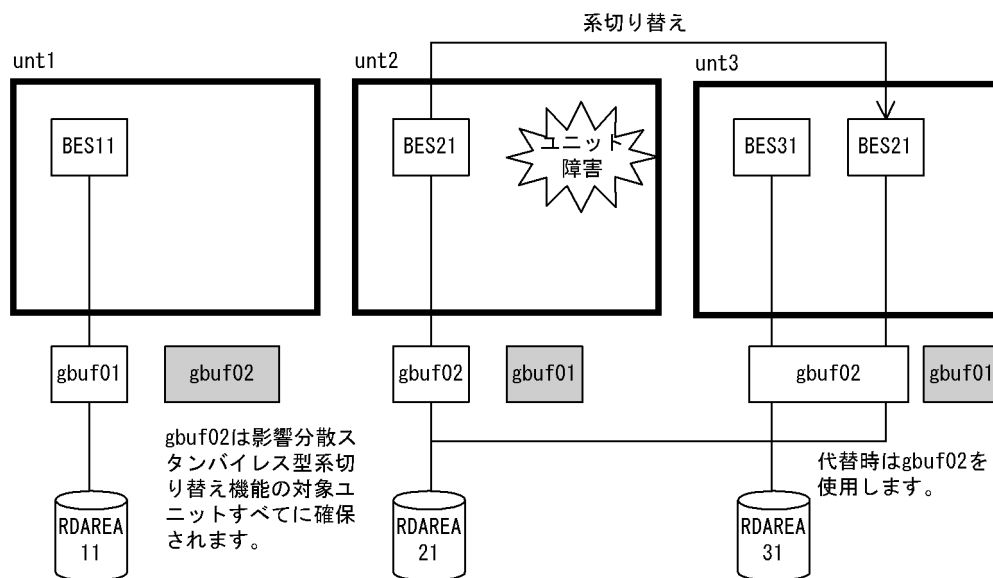 系切り替え
unt1
unt2
unt3
BES11
BES21
ユニット
障害
BES31
BES21
gbuf01
gbuf02
gbuf02
gbuf01
gbuf02
gbuf01
gbuf02は影響分散ス
タンバイレス型系切
り替え機能の対象ユ
ニットすべてに確保
されます。
代替時はgbuf02を
使用します。
RDAREA
11
RDAREA
21
RDAREA
31